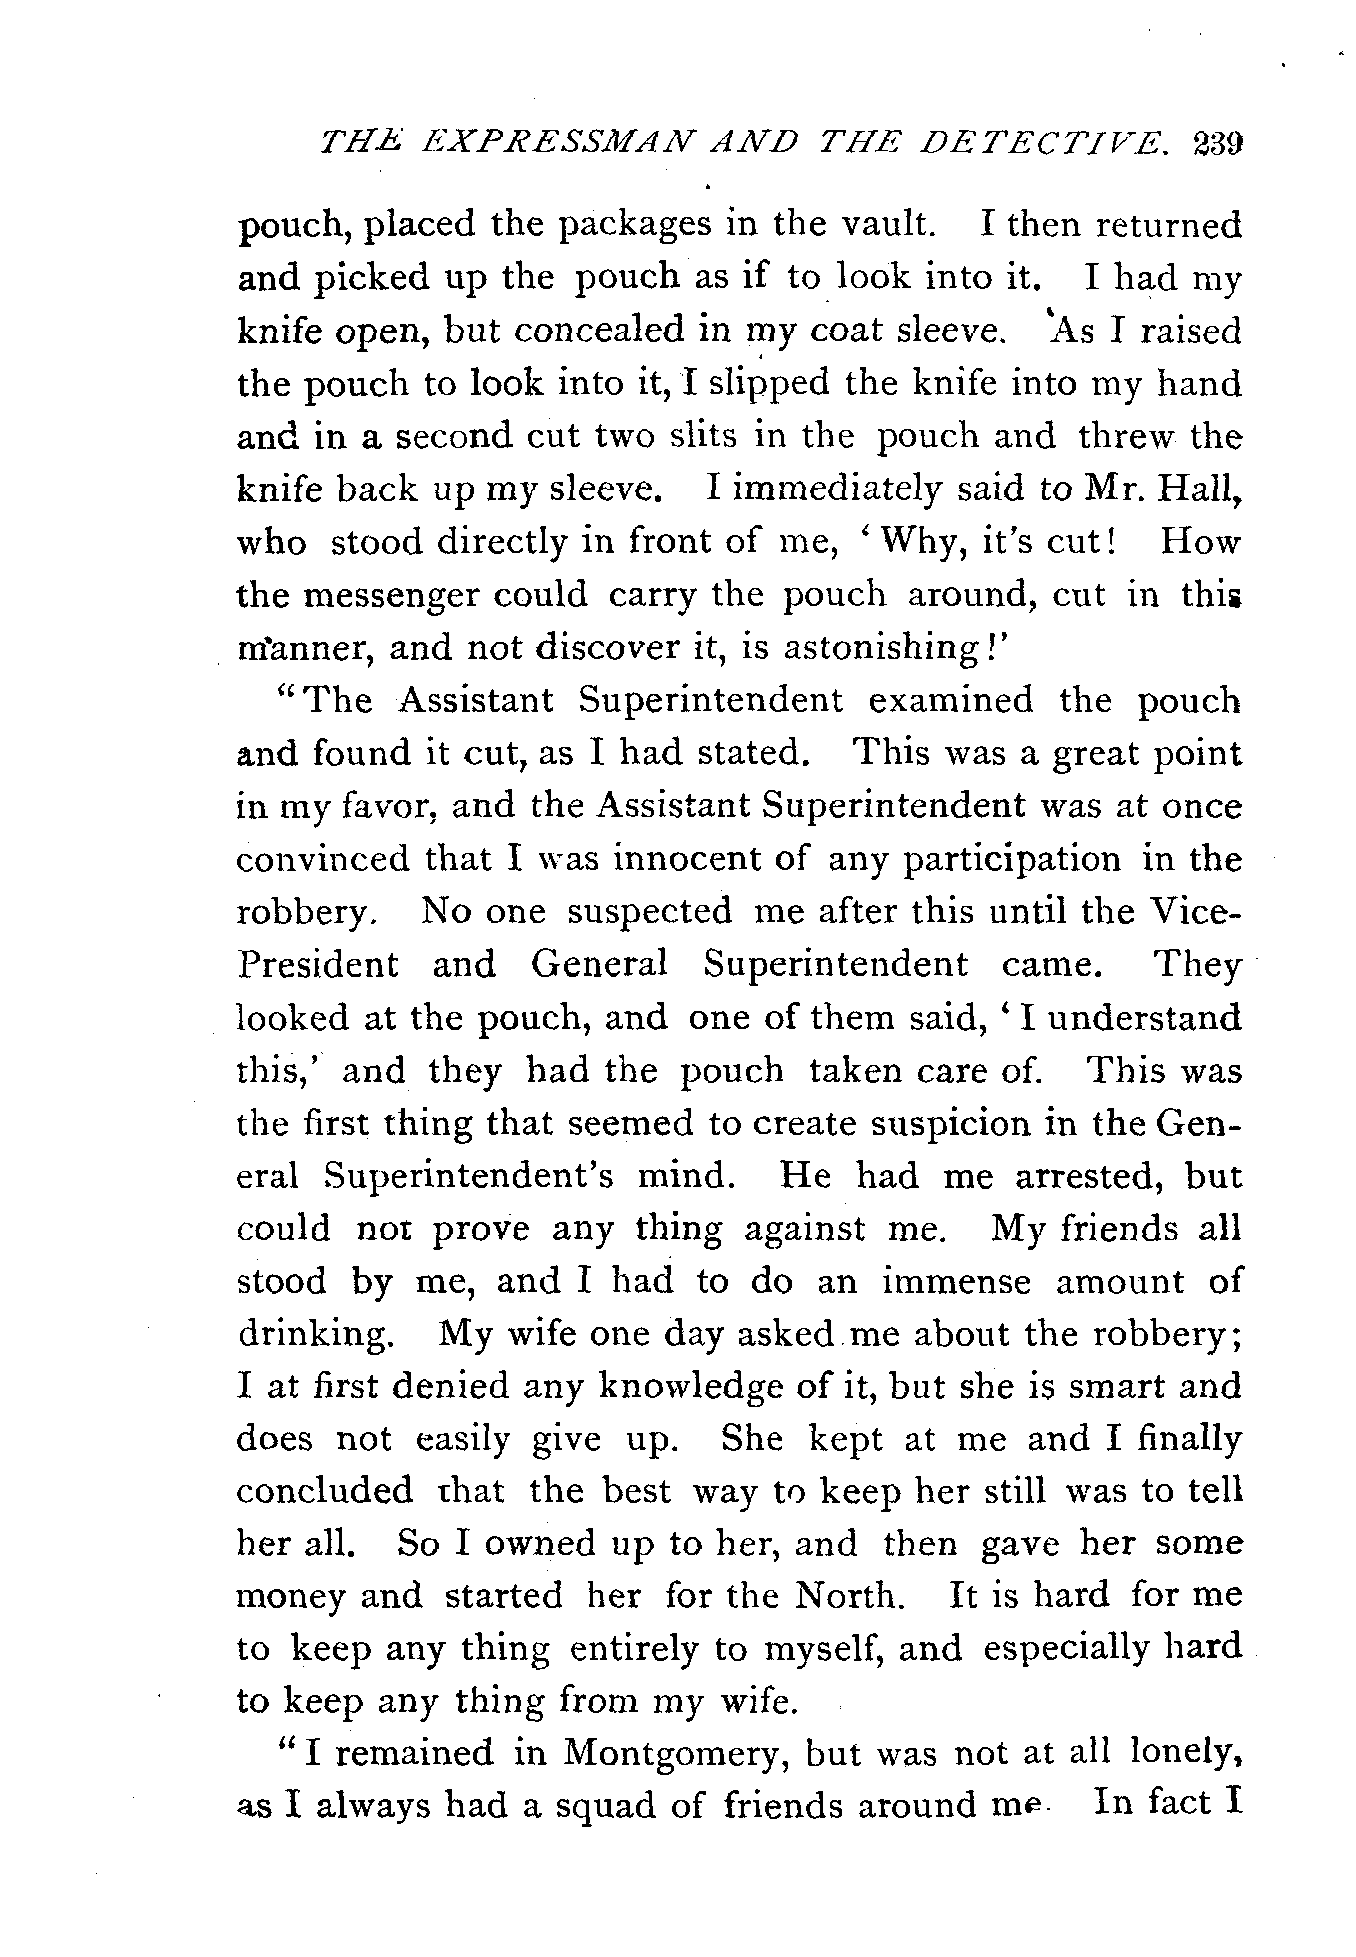 THE EXPRESSMAN AND THE DETECTIVE. 239
pouch, placed the packages in the vault. I then returned
and picked up the pouch as if to look into it. I had my
knife open, but concealed in my coat sleeve. As I raised
the pouch to look into it, I slipped the knife into my hand
and in a second cut two slits in the pouch and threw the
knife back up my sleeve. I immediately said to Mr. Hall,
who stood directly in front of me, ‘ Why, it's cut! How
the messenger could carry the pouch around, cut in this
manner, and not discover it, is astonishing!’
“ The Assistant Superintendent examined the pouch
and found it cut, as I had stated. This was a great point
in my favor, and the Assistant Superintendent was at once
convinced that I was innocent of any participation in the
robbery. No one suspected me after this until the Vice-
President and General Superintendent came. They
looked at the pouch, and one of them said, ‘ I understand
this,’ and they had the pouch taken care of. This was
the first thing that seemed to create suspicion in the Gen-
eral Superintendent's mind. He had me arrested, but
could not prove any thing against me. My friends all
stood by me, and I had to do an immense amount of
drinking. My wife one day asked me about the robbery;
I at first denied any knowledge of it, but she is smart and
does not easily give up. She kept at me and I finally
concluded that the best way to keep her still was to tell
her all. So I owned up to her, and then gave her some
money and started her for the North. It is hard for me
to keep any thing entirely to myself, and especially hard
to keep any thing from my wife.
“ I remained in Montgomery, but was not at all lonely,
as I always had a squad of friends around me. In fact I